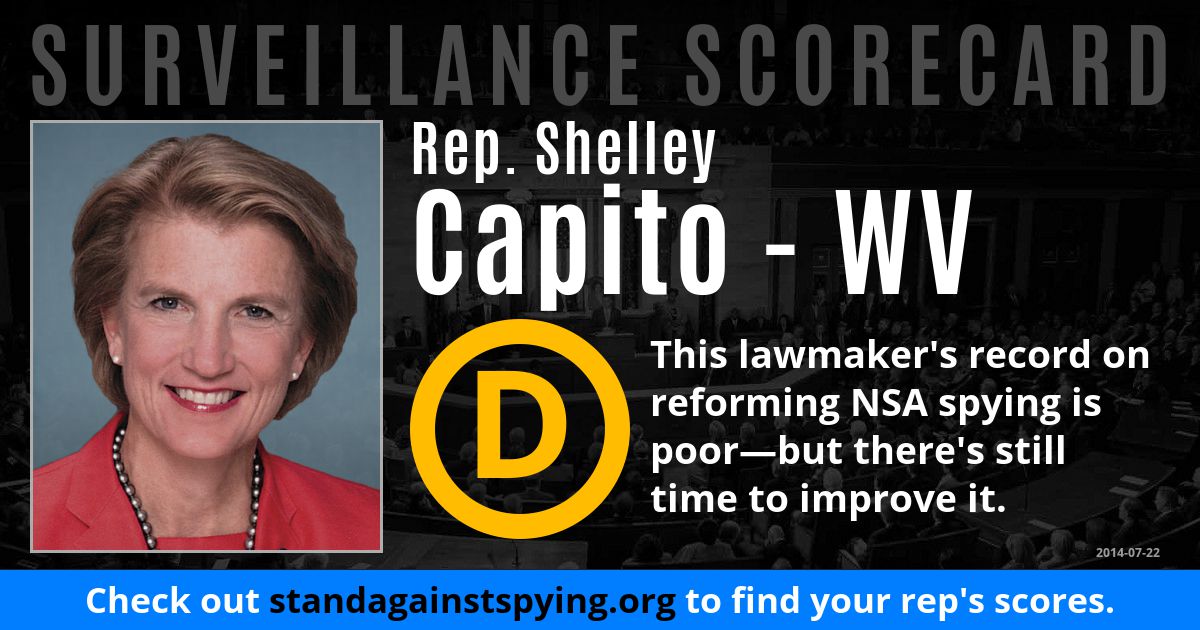 SURVEILLANCE SCORECARD
Rep. Shelley
Capito - WV
D
This lawmaker's record on
reforming NSA spying is
poor—but there's still
time to improve it.
2014-07-22
Check out standagainstspying.org to find your rep's scores.